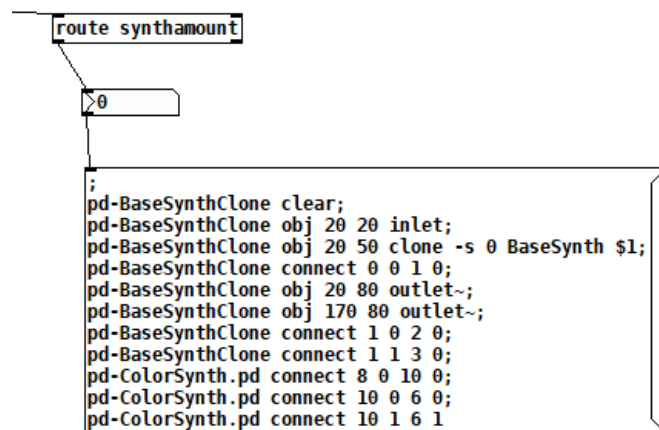 route synthamount
0
;
pd-BaseSynthClone clear;
pd-BaseSynthClone obj 20 20 inlet;
pd-BaseSynthClone obj 20 50 clone -s 0 BaseSynth $1;
pd-BaseSynthClone connect 0 0 1 0;
pd-BaseSynthClone obj 20 80 outlet~;
pd-BaseSynthClone obj 170 80 outlet~;
pd-BaseSynthClone connect 1 0 2 0;
pd-BaseSynthClone connect 1 1 3 0;
pd-ColorSynth.pd connect 8 0 10 0;
pd-ColorSynth.pd connect 10 0 6 0;
pd-ColorSynth.pd connect 10 1 6 1